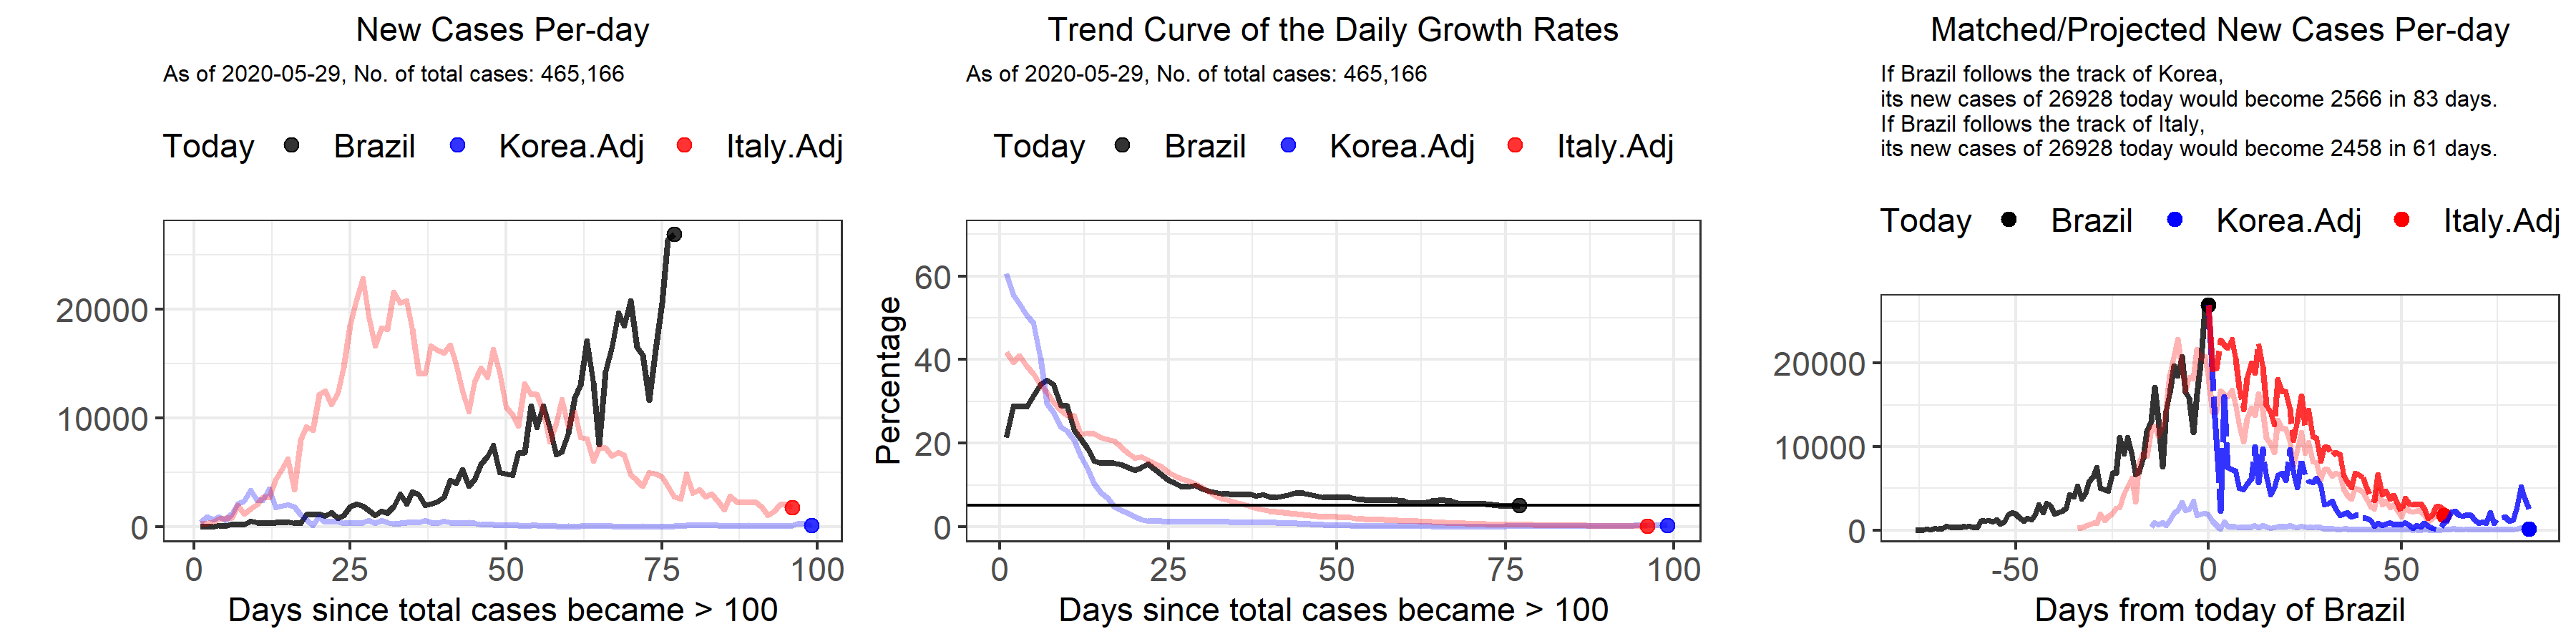 New Cases Per-day
As of 2020-05-29, No. of total cases: 465,166
Today Brazil Korea.Adj Italy.Adj
20000
10000
0
0 25 50 75 100
Days since total cases became > 100
Trend Curve of the Daily Growth Rates
As of 2020-05-29, No. of total cases: 465,166
Today Brazil Korea.Adj Italy.Adj
Percentage
60
40
20
0
0 25 50 75 100
Days since total cases became > 100
Matched/Projected New Cases Per-day
If Brazil follows the track of Korea,
its new cases of 26928 today would become 2566 in 83 days.
If Brazil follows the track of Italy,
its new cases of 26928 today would become 2458 in 61 days.
Today Brazil Korea.Adj Italy.Adj
20000
10000
0
-50 0 50
Days from today of Brazil